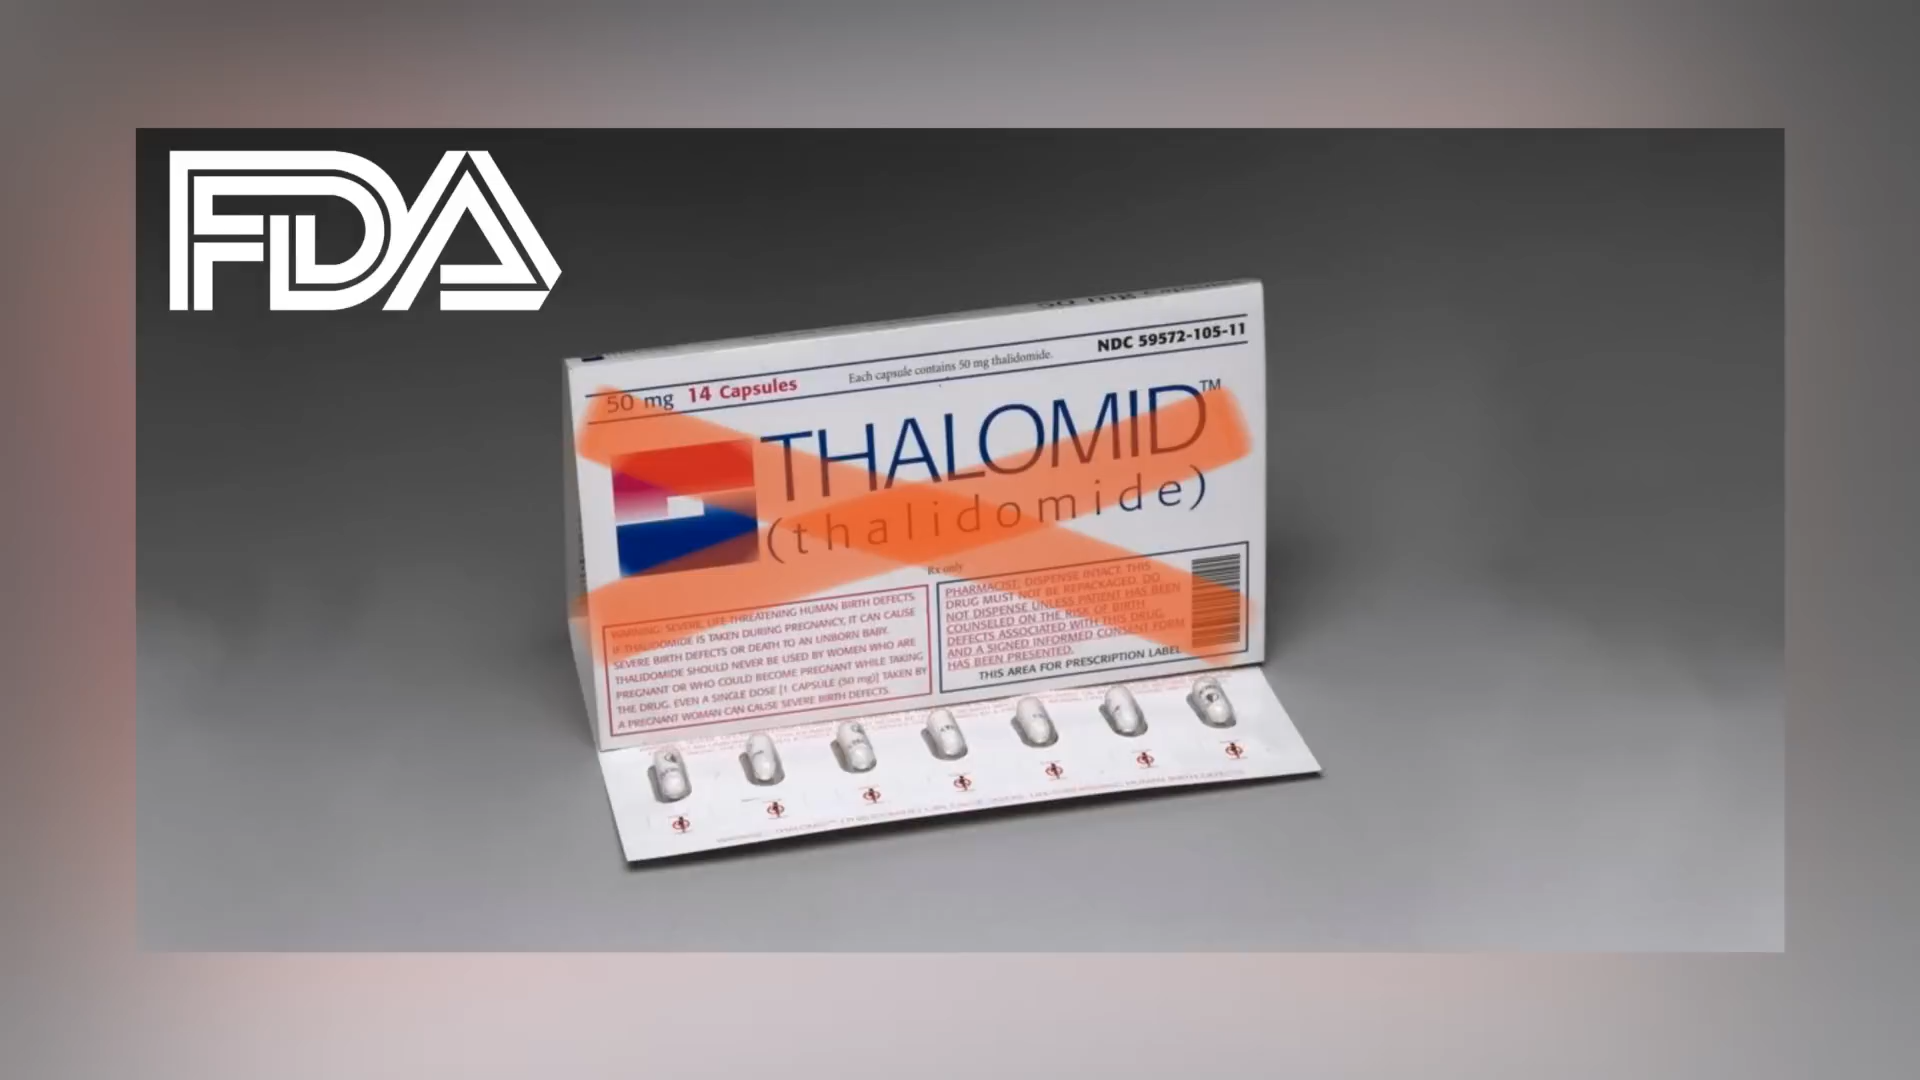 FDA
50 mg 14 Capsules
Each capsule contains 50 mg thalidomide.
NDC 59572-105-11
THALOMID™
(thalidomide)
Rx only
WARNING: SEVERE, LIFE-THREATENING HUMAN BIRTH DEFECTS.
IF THALIDOMIDE IS TAKEN DURING PREGNANCY, IT CAN CAUSE
SEVERE BIRTH DEFECTS OR DEATH TO AN UNBORN BABY.
THALIDOMIDE SHOULD NEVER BE USED BY WOMEN WHO ARE
PREGNANT OR WHO COULD BECOME PREGNANT WHILE TAKING
THE DRUG. EVEN A SINGLE DOSE [1 CAPSULE (50 mg)] TAKEN BY
A PREGNANT WOMAN CAN CAUSE SEVERE BIRTH DEFECTS.
PHARMACIST: DISPENSE INTACT. THIS
DRUG MUST NOT BE REPACKAGED. DO
NOT DISPENSE UNLESS PATIENT HAS BEEN
COUNSELED ON THE RISK OF BIRTH
DEFECTS ASSOCIATED WITH THIS DRUG,
AND A SIGNED INFORMED CONSENT FORM
HAS BEEN PRESENTED.
THIS AREA FOR PRESCRIPTION LABEL